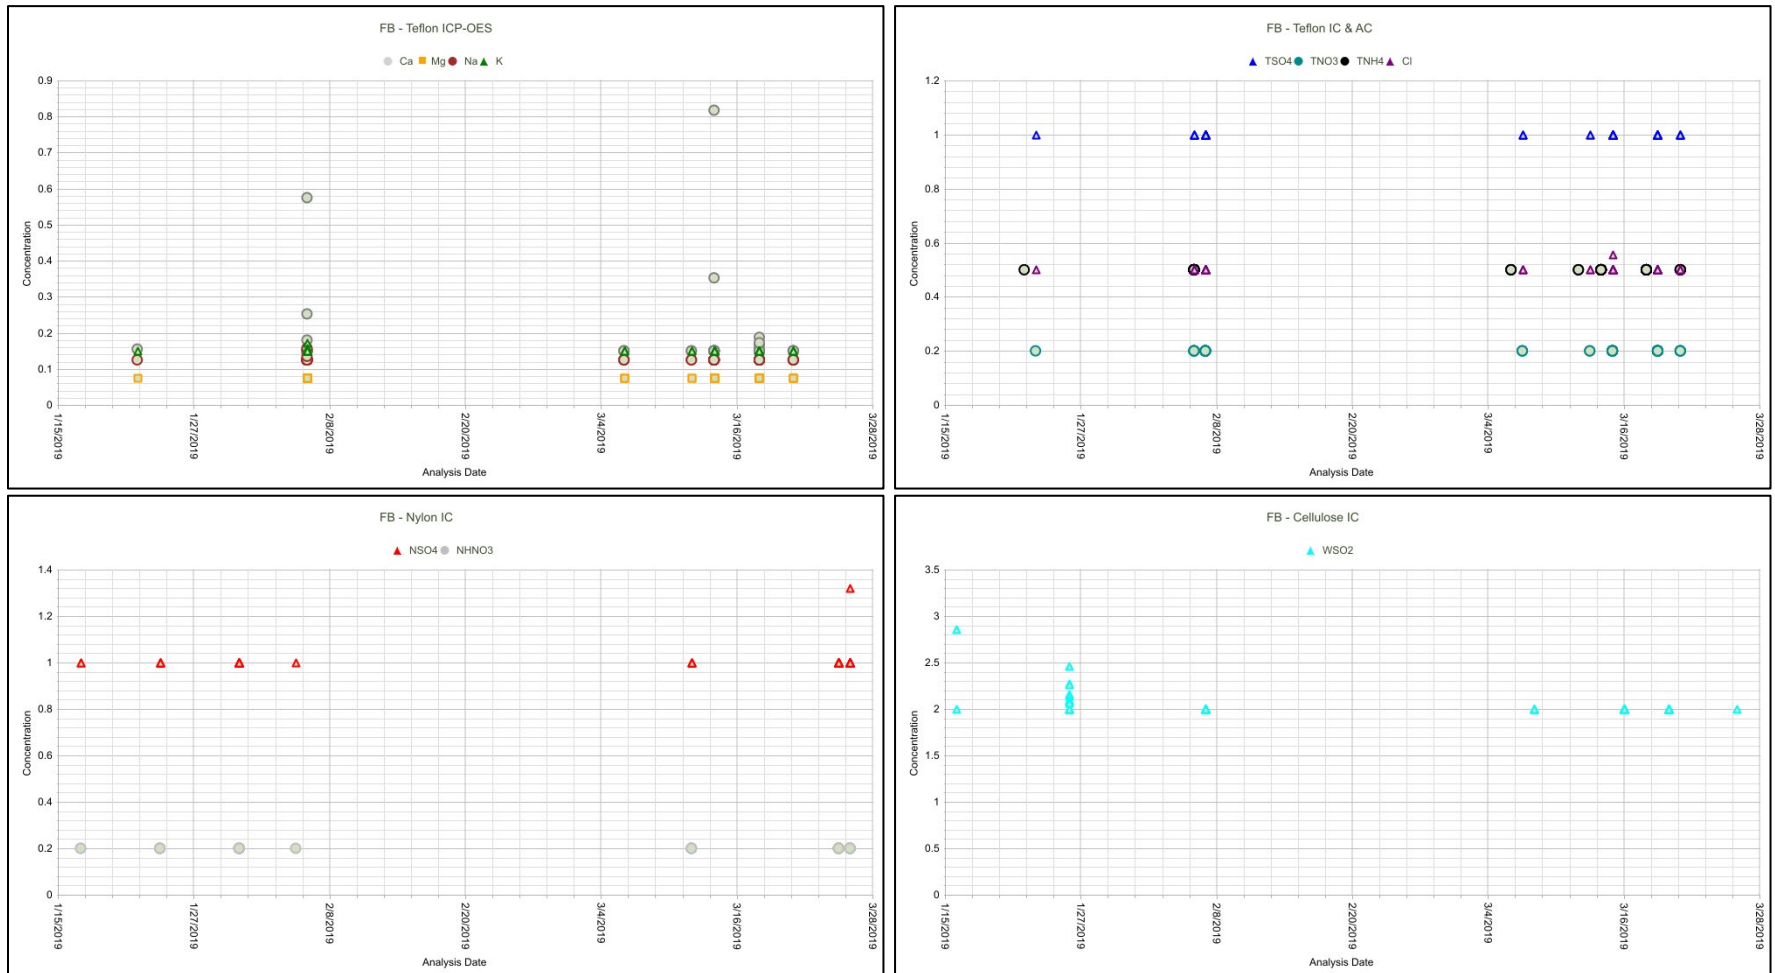 FB - Teflon ICP-OES
Ca Mg Na K
0.9
0.8
0.7
0.6
0.5
0.4
0.3
0.2
0.1
0
Concentration
1/15/2019 1/27/2019 2/8/2019 2/20/2019 3/4/2019 3/16/2019 3/28/2019
Analysis Date
FB - Teflon IC & AC
TSO4 TNO3 TNH4 Cl
1.2
1
0.8
0.6
0.4
0.2
0
Concentration
1/15/2019 1/27/2019 2/8/2019 2/20/2019 3/4/2019 3/16/2019 3/28/2019
Analysis Date
FB - Nylon IC
NSO4 NHNO3
1.4
1.2
1
0.8
0.6
0.4
0.2
0
Concentration
1/15/2019 1/27/2019 2/8/2019 2/20/2019 3/4/2019 3/16/2019 3/28/2019
Analysis Date
FB - Cellulose IC
WSO2
3.5
3
2.5
2
1.5
1
0.5
0
Concentration
1/15/2019 1/27/2019 2/8/2019 2/20/2019 3/4/2019 3/16/2019 3/28/2019
Analysis Date